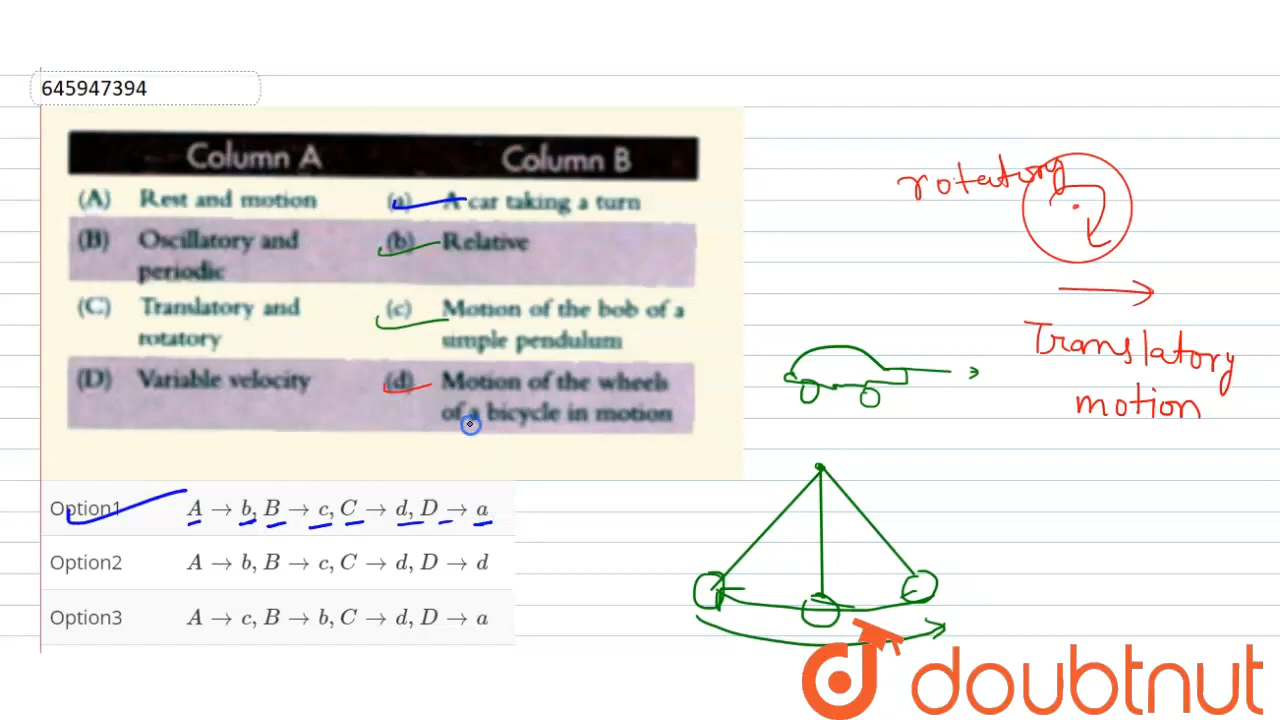 645947394
Column A Column B
(A) Rest and motion (a) A car taking a turn
(B) Oscillatory and (b) Relative
periodic
(C) Translatory and (c) Motion of the bob of a
rotatory simple pendulum
(D) Variable velocity (d) Motion of the wheels
of a bicycle in motion
Option1 A → b, B → c, C → d, D → a
Option2 A → b, B → c, C → d, D → d
Option3 A → c, B → b, C → d, D → a
rotatory
Translatory
motion
doubtnut